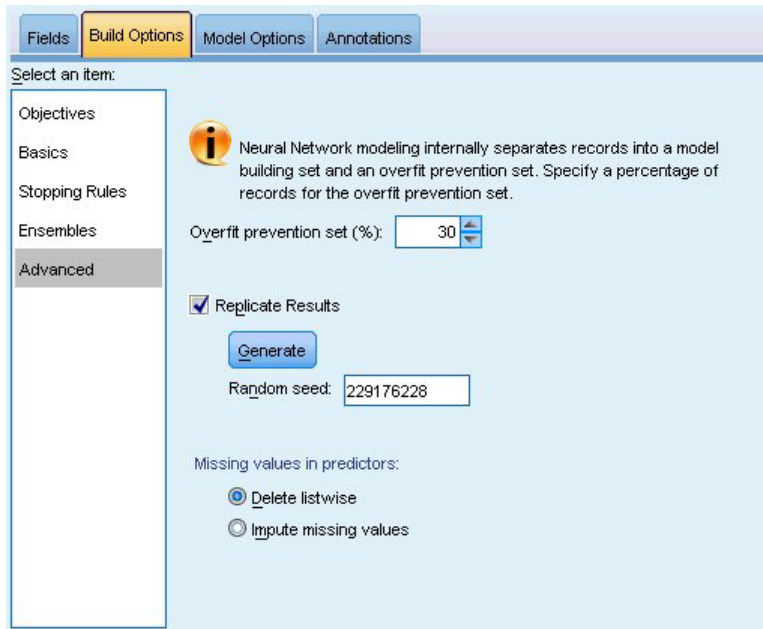 Fields
Build Options
Model Options
Annotations
Select an item:
Objectives
Basics
Stopping Rules
Ensembles
Advanced
Neural Network modeling internally separates records into a model
building set and an overfit prevention set. Specify a percentage of
records for the overfit prevention set.
Overfit prevention set (%): 30
Replicate Results
Generate
Random seed: 229176228
Missing values in predictors:
Delete listwise
Impute missing values